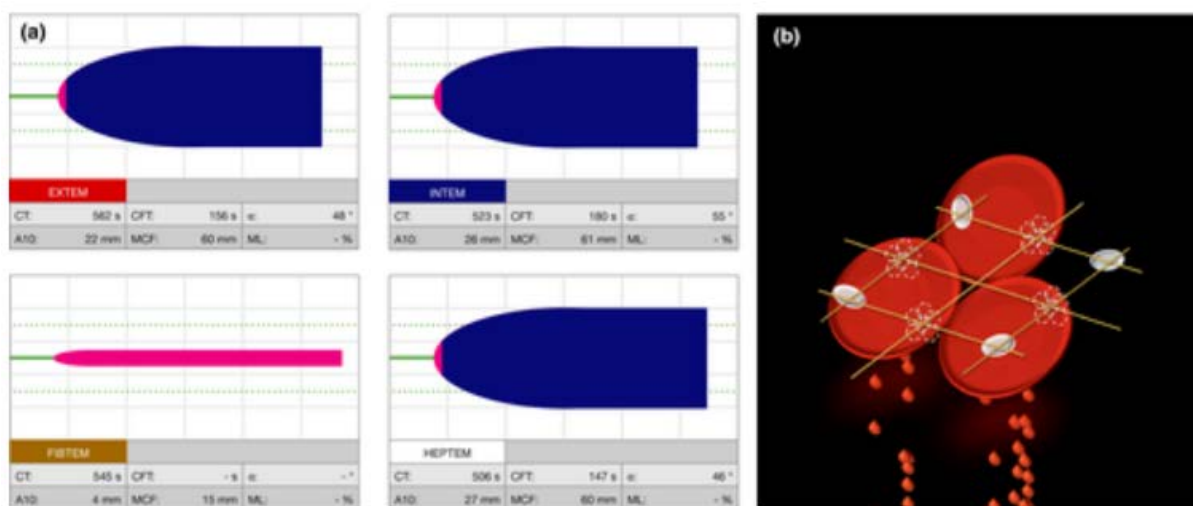 (a)
EXTEM
CT: 562 s CFT: 156 s α: 48 °
A10: 22 mm MCF: 60 mm ML: - %
INTEM
CT: 523 s CFT: 180 s α: 55 °
A10: 26 mm MCF: 61 mm ML: - %
FIBTEM
CT: 545 s CFT: - s α: - °
A10: 4 mm MCF: 15 mm ML: - %
HEPTEM
CT: 506 s CFT: 147 s α: 46 °
A10: 27 mm MCF: 60 mm ML: - %
(b)